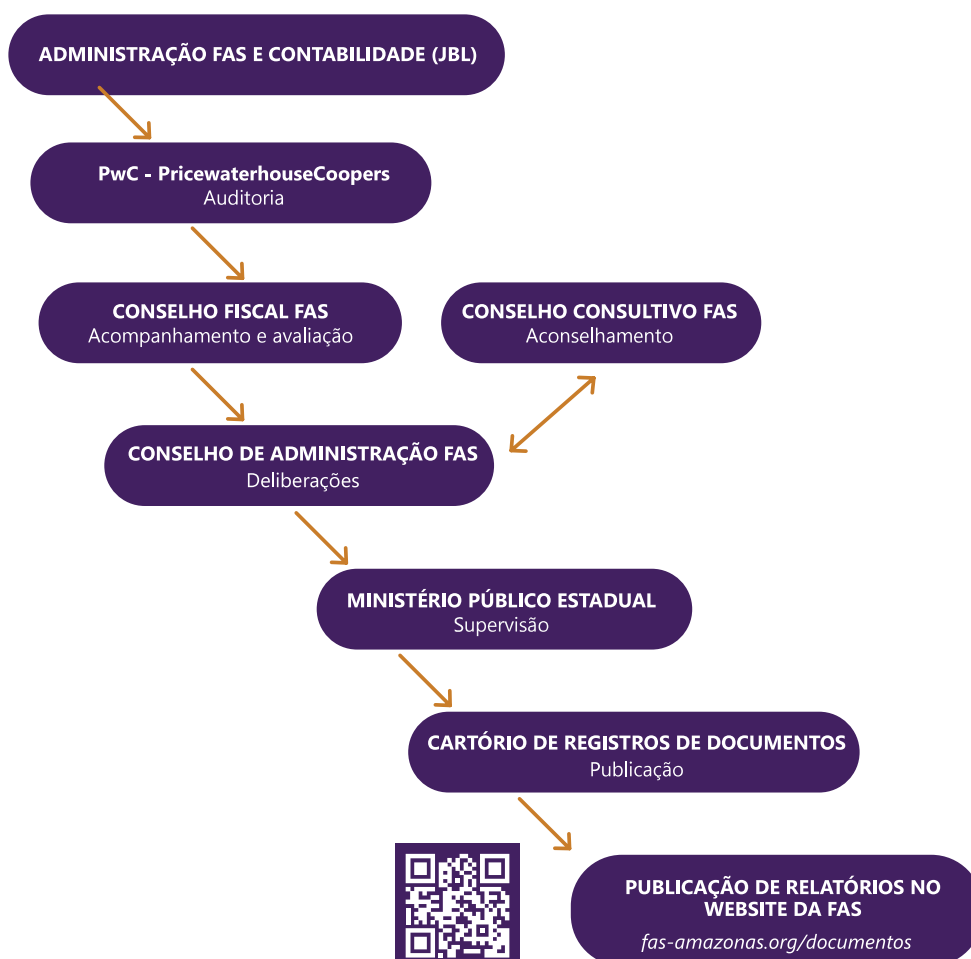 ADMINISTRAÇÃO FAS E CONTABILIDADE (JBL)
PwC - PricewaterhouseCoopers
Auditoria
CONSELHO FISCAL FAS
Acompanhamento e avaliação
CONSELHO CONSULTIVO FAS
Aconselhamento
CONSELHO DE ADMINISTRAÇÃO FAS
Deliberações
MINISTÉRIO PÚBLICO ESTADUAL
Supervisão
CARTÓRIO DE REGISTROS DE DOCUMENTOS
Publicação
PUBLICAÇÃO DE RELATÓRIOS NO
WEBSITE DA FAS
fas-amazonas.org/documentos